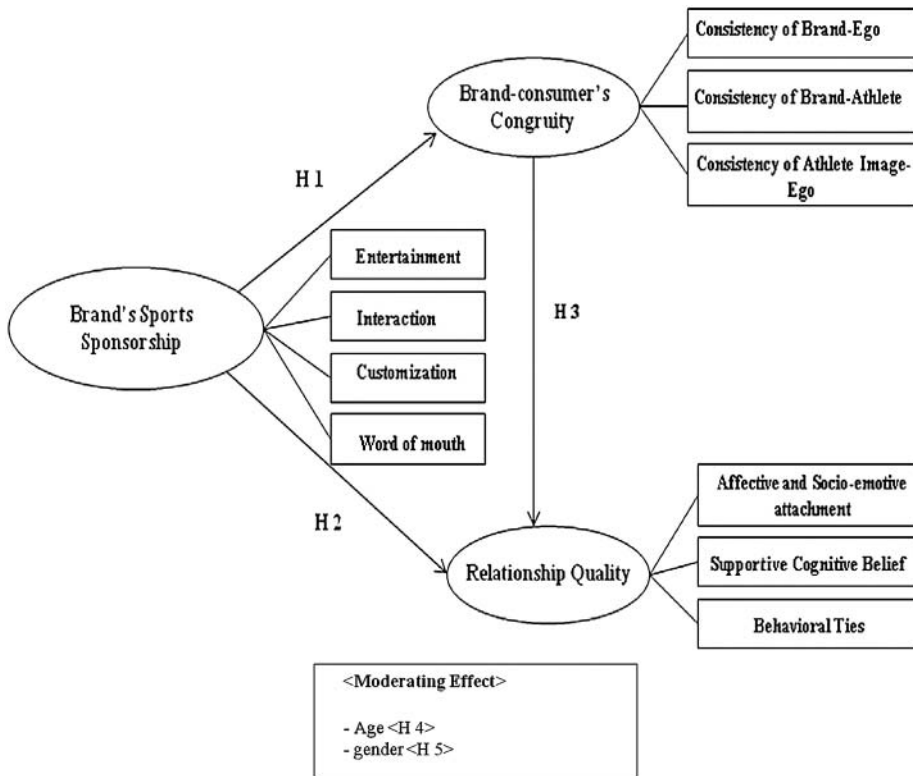 Consistency of Brand-Ego
Brand-consumer's
Congruity
Consistency of Brand-Athlete
Consistency of Athlete Image-
Ego
H 1
Entertainment
Brand's Sports
Sponsorship
Interaction
H 3
Customization
Word of mouth
H 2
Affective and Socio-emotive
attachment
Relationship Quality
Supportive Cognitive Belief
Behavioral Ties
<Moderating Effect>
- Age <H 4>
- gender <H 5>